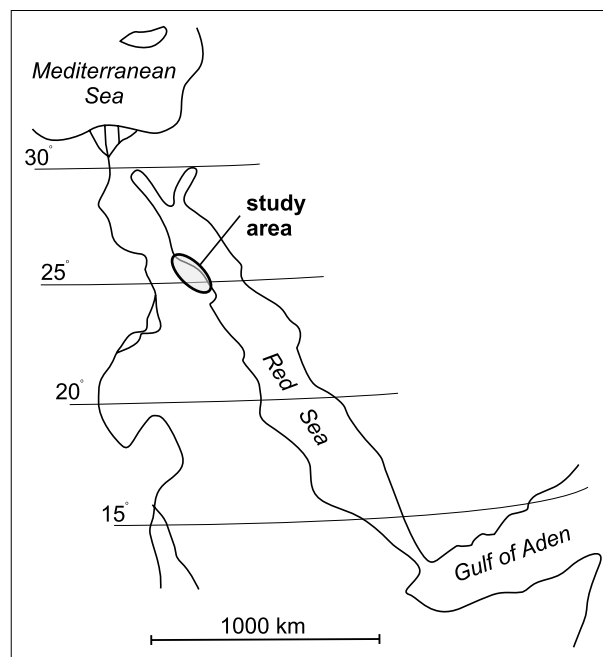 Mediterranean
Sea
30°
study
area
25°
Red Sea
20°
15°
Gulf of Aden
1000 km